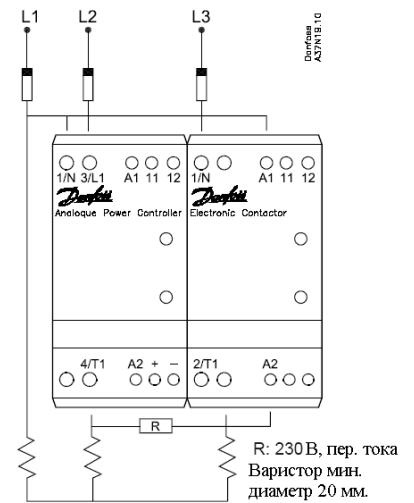 L1 L2 L3
Danfoss
A37N19.10
1/N 3/L1 A1 11 12 1/N A1 11 12
Danfoss Danfoss
Analoque Power Controller Electronic Contactor
4/T1 A2 + − 2/T1 A2
R
R: 230 В, пер. тока
Варистор мин.
диаметр 20 мм.